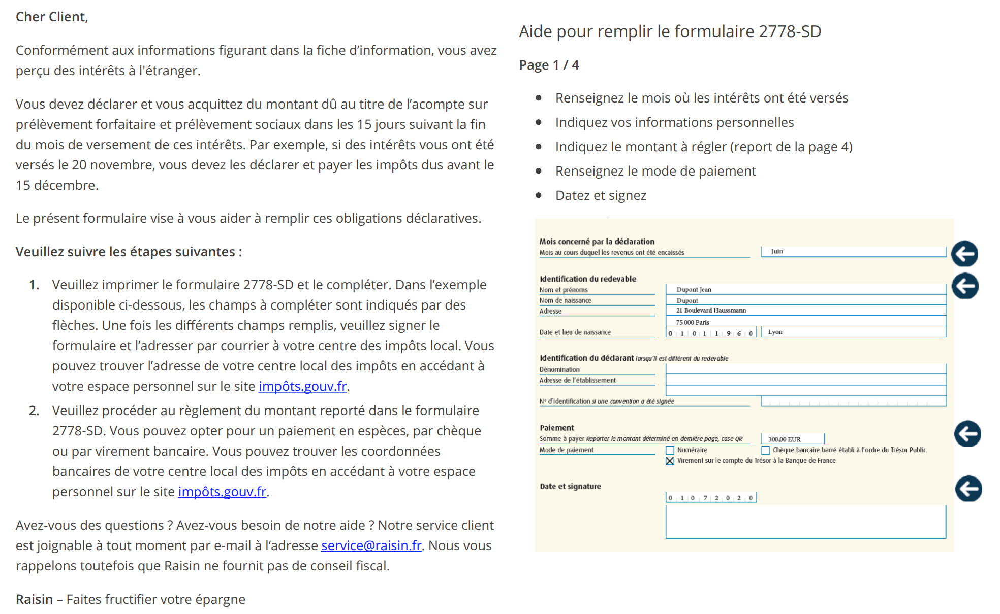 Cher Client,
Conformément aux informations figurant dans la fiche d’information, vous avez
perçu des intérêts à l'étranger.
Vous devez déclarer et vous acquittez du montant dû au titre de l’acompte sur
prélèvement forfaitaire et prélèvement sociaux dans les 15 jours suivant la fin
du mois de versement de ces intérêts. Par exemple, si des intérêts vous ont été
versés le 20 novembre, vous devez les déclarer et payer les impôts dus avant le
15 décembre.
Le présent formulaire vise à vous aider à remplir ces obligations déclaratives.
Veuillez suivre les étapes suivantes :
1. Veuillez imprimer le formulaire 2778-SD et le compléter. Dans l’exemple
disponible ci-dessous, les champs à compléter sont indiqués par des
flèches. Une fois les différents champs remplis, veuillez signer le
formulaire et l’adresser par courrier à votre centre des impôts local. Vous
pouvez trouver l’adresse de votre centre local des impôts en accédant à
votre espace personnel sur le site impôts.gouv.fr.
2. Veuillez procéder au règlement du montant reporté dans le formulaire
2778-SD. Vous pouvez opter pour un paiement en espèces, par chèque
ou par virement bancaire. Vous pouvez trouver les coordonnées
bancaires de votre centre local des impôts en accédant à votre espace
personnel sur le site impôts.gouv.fr.
Avez-vous des questions ? Avez-vous besoin de notre aide ? Notre service client
est joignable à tout moment par e-mail à l‘adresse service@raisin.fr. Nous vous
rappelons toutefois que Raisin ne fournit pas de conseil fiscal.
Raisin – Faites fructifier votre épargne
Aide pour remplir le formulaire 2778-SD
Page 1 / 4
• Renseignez le mois où les intérêts ont été versés
• Indiquez vos informations personnelles
• Indiquez le montant à régler (report de la page 4)
• Renseignez le mode de paiement
• Datez et signez
Mois concerné par la déclaration
Mois au cours duquel les revenus ont été encaissés Juin
Identification du redevable
Nom et prénoms Dupont Jean
Nom de naissance Dupont
Adresse 21 Boulevard Haussmann
75 000 Paris
Date et lieu de naissance 0 1 0 1 1 9 6 0 Lyon
Identification du déclarant lorsqu'il est différent du redevable
Dénomination
Adresse de l'établissement
Nº d'identification si une convention a été signée
Paiement
Somme à payer Reporter le montant déterminé en dernière page, case QR 300,00 EUR
Mode de paiement Numéraire Chèque bancaire barré établi à l'ordre du Trésor Public
Virement sur le compte du Trésor à la Banque de France
Date et signature
0 1 0 7 2 0 2 0